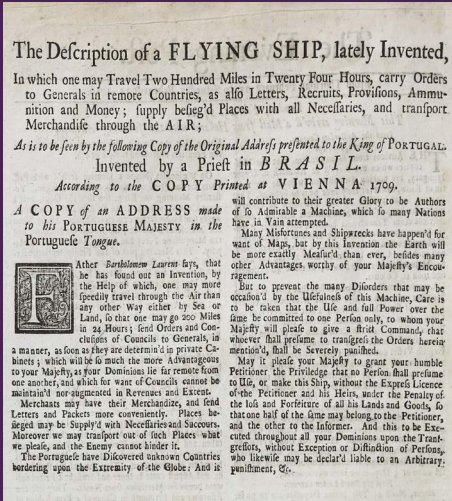 The Deſcription of a FLYING SHIP, lately Invented,
In which one may Travel Two Hundred Miles in Twenty Four Hours, carry Orders
to Generals in remote Countries, as alſo Letters, Recruits, Proviſions, Ammu-
nition and Money; ſupply beſieg'd Places with all Neceſſaries, and tranſport
Merchandiſe through the AIR;
As is to be ſeen by the following Copy of the Original Addreſs preſented to the King of PORTUGAL.
Invented by a Prieſt in BRASIL.
According to the COPY Printed at VIENNA 1709.
A COPY of an ADDRESS made
to his PORTUGUESE MAJESTY in the
Portugueſe Tongue.
FAther Bartholomew Laurent ſays, that
he has found out an Invention, by
the Help of which, one may more
ſpeedily travel through the Air than
any other Way either by Sea or
Land, ſo that one may go 200 Miles
in 24 Hours; ſend Orders and Con-
cluſions of Councils to Generals, in
a manner, as ſoon as they are determin'd in private Ca-
binets; which will be ſo much the more Advantageous
to your Majeſty, as your Dominions lie far remote from
one another, and which for want of Councils cannot be
maintain'd nor augmented in Revenues and Extent.
Merchants may have their Merchandize, and ſend
Letters and Packets more conveniently. Places be-
ſieged may be Supply'd with Neceſſaries and Succours.
Moreover we may tranſport out of ſuch Places what
we pleaſe, and the Enemy cannot hinder it.
The Portugueſe have Diſcovered unknown Countries
bordering upon the Extremity of the Globe: And it
will contribute to their greater Glory to be Authors
of ſo Admirable a Machine, which ſo many Nations
have in Vain attempted.
Many Misfortunes and Shipwrecks have happen'd for
want of Maps, but by this Invention the Earth will
be more exactly Meaſur'd than ever, beſides many
other Advantages worthy of your Majeſty's Encou-
ragement.
But to prevent the many Diſorders that may be
occaſion'd by the Uſefulneſs of this Machine, Care is
to be taken that the Uſe and full Power over the
ſame be committed to one Perſon only, to whom your
Majeſty will pleaſe to give a ſtrict Command, that
whoever ſhall preſume to tranſgreſs the Orders herein
mention'd, ſhall be Severely puniſhed.
May it pleaſe your Majeſty to grant your humble
Petitioner the Priviledge that no Perſon ſhall preſume
to Uſe, or make this Ship, without the Expreſs Licence
of the Petitioner and his Heirs, under the Penalty of
the loſs and Forfeiture of all his Lands and Goods, ſo
that one half of the ſame may belong to the Petitioner,
and the other to the Informer. And this to be Exe-
cuted throughout all your Dominions upon the Tranſ-
greſſors, without Exception or Diſtinction of Perſons,
who likewiſe may be declar'd liable to an Arbitrary
puniſhment, &c.